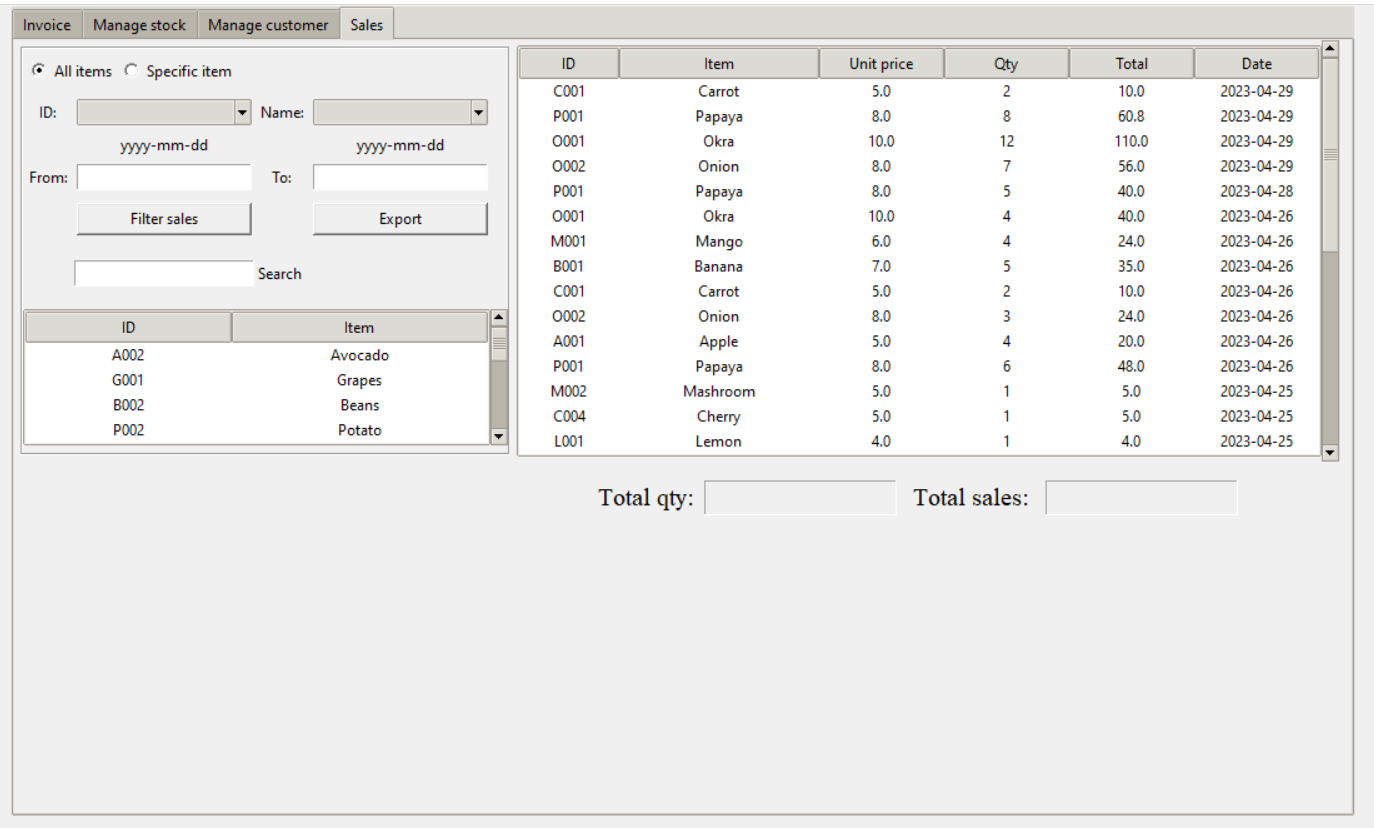 Invoice Manage stock Manage customer Sales
All items Specific item
ID: Name:
yyyy-mm-dd yyyy-mm-dd
From: To:
Filter sales Export
Search
ID Item
A002 Avocado
G001 Grapes
B002 Beans
P002 Potato
ID Item Unit price Qty Total Date
C001 Carrot 5.0 2 10.0 2023-04-29
P001 Papaya 8.0 8 60.8 2023-04-29
O001 Okra 10.0 12 110.0 2023-04-29
O002 Onion 8.0 7 56.0 2023-04-29
P001 Papaya 8.0 5 40.0 2023-04-28
O001 Okra 10.0 4 40.0 2023-04-26
M001 Mango 6.0 4 24.0 2023-04-26
B001 Banana 7.0 5 35.0 2023-04-26
C001 Carrot 5.0 2 10.0 2023-04-26
O002 Onion 8.0 3 24.0 2023-04-26
A001 Apple 5.0 4 20.0 2023-04-26
P001 Papaya 8.0 6 48.0 2023-04-26
M002 Mashroom 5.0 1 5.0 2023-04-25
C004 Cherry 5.0 1 5.0 2023-04-25
L001 Lemon 4.0 1 4.0 2023-04-25
Total qty: Total sales: